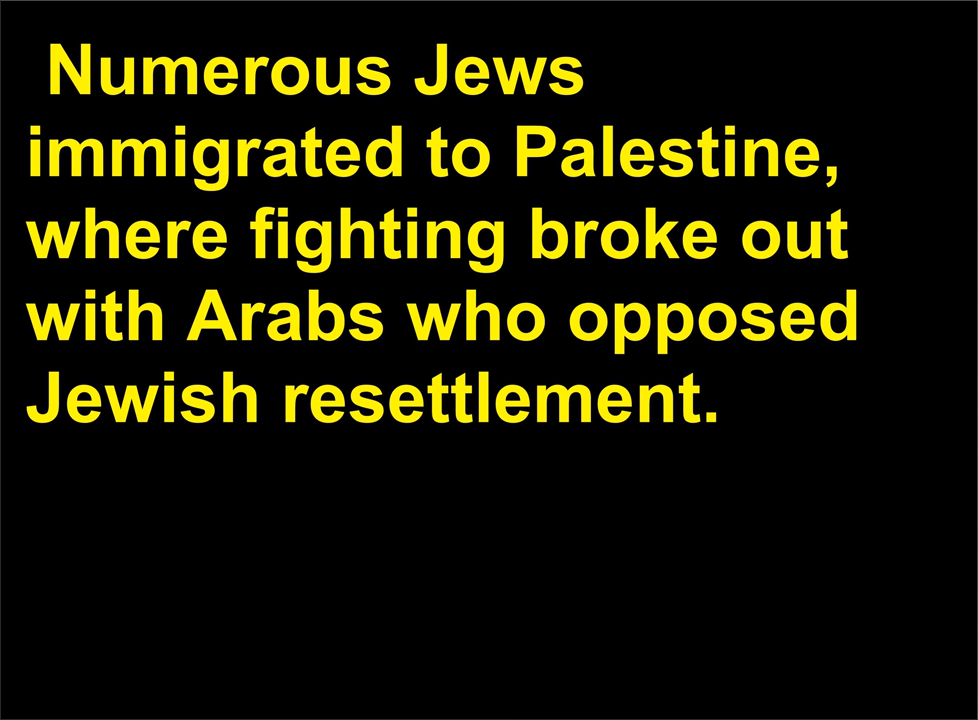 Numerous Jews
immigrated to Palestine,
where fighting broke out
with Arabs who opposed
Jewish resettlement.